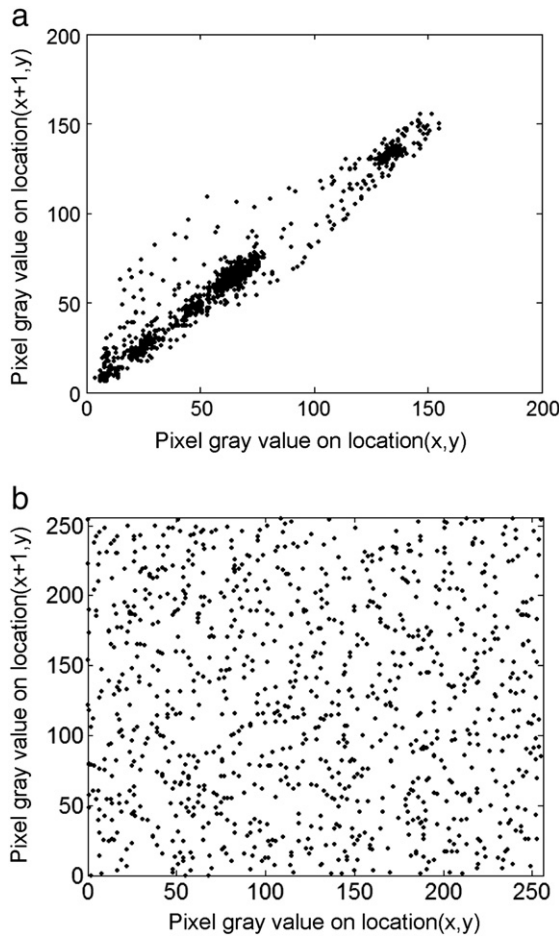 a
200
150
100
50
0
0 50 100 150 200
Pixel gray value on location(x+1,y)
Pixel gray value on location(x,y)
b
250
200
150
100
50
0
0 50 100 150 200 250
Pixel gray value on location(x+1,y)
Pixel gray value on location(x,y)